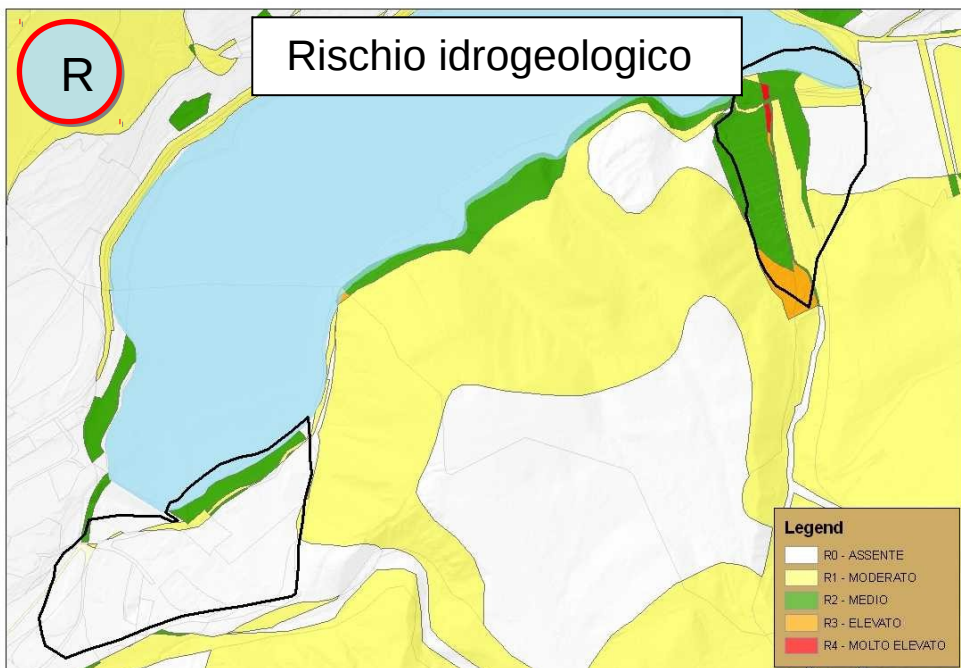 R
Rischio idrogeologico
Legend
R0 - ASSENTE
R1 - MODERATO
R2 - MEDIO
R3 - ELEVATO
R4 - MOLTO ELEVATO